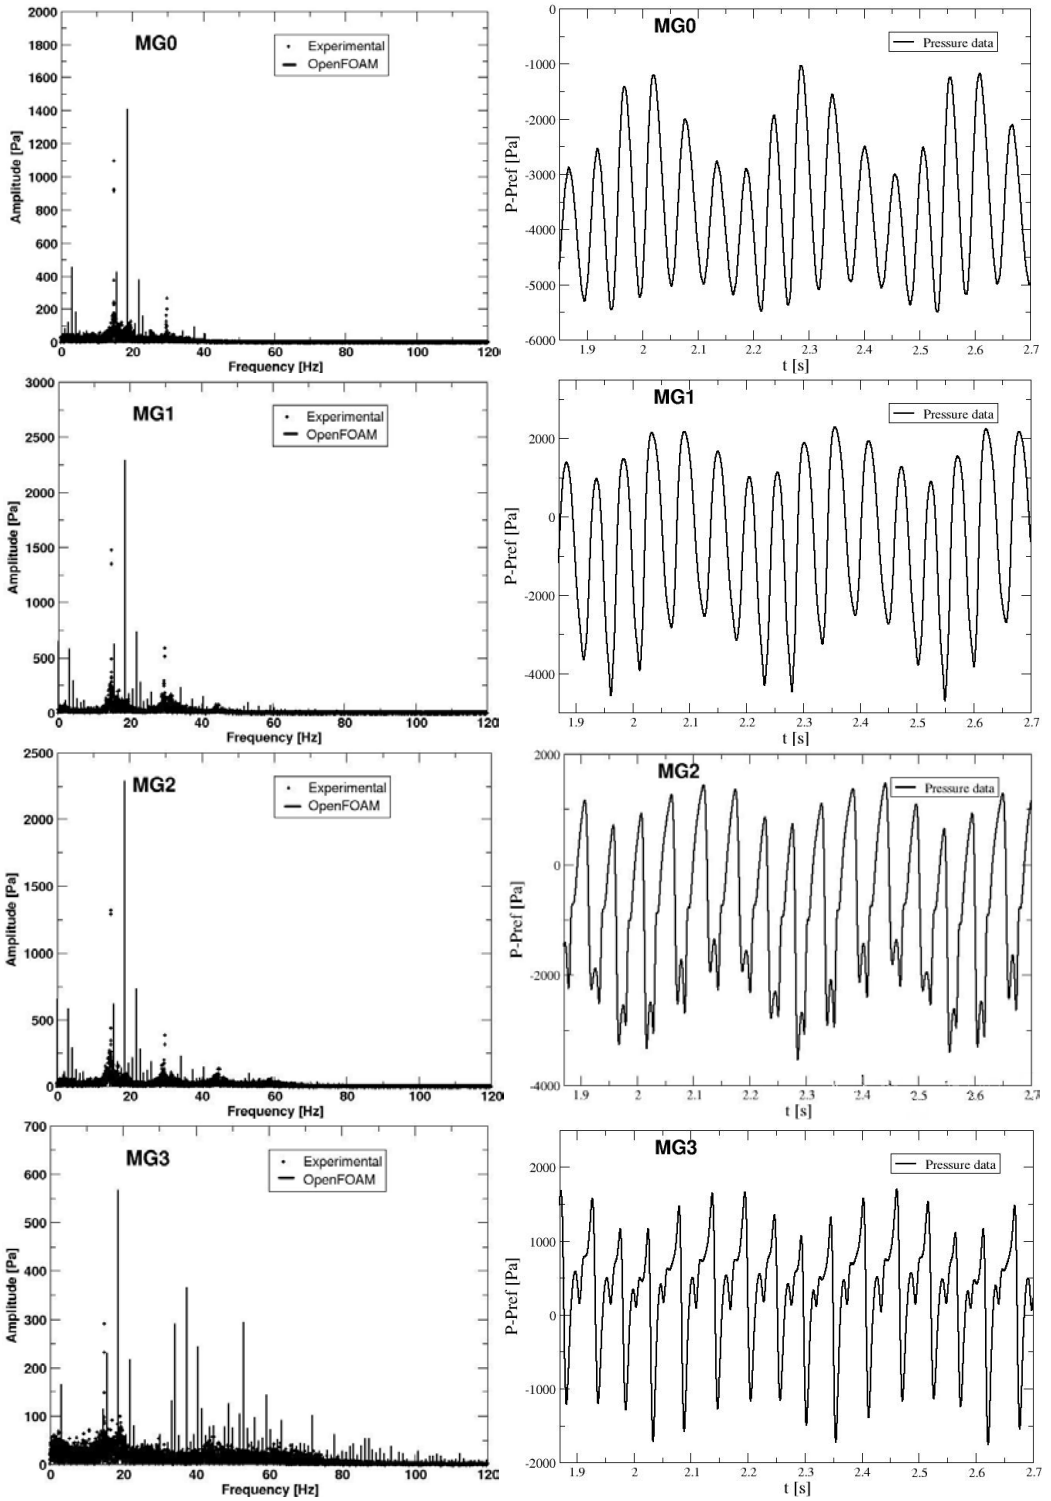 MG0
Experimental
OpenFOAM
Amplitude [Pa]
2000
1800
1600
1400
1200
1000
800
600
400
200
0
0 20 40 60 80 100 120
Frequency [Hz]
MG0
Pressure data
P-Pref [Pa]
0
-1000
-2000
-3000
-4000
-5000
-6000
1.9 2 2.1 2.2 2.3 2.4 2.5 2.6 2.7
t [s]
MG1
Experimental
OpenFOAM
Amplitude [Pa]
3000
2500
2000
1500
1000
500
0
0 20 40 60 80 100 120
Frequency [Hz]
MG1
Pressure data
P-Pref [Pa]
2000
0
-2000
-4000
1.9 2 2.1 2.2 2.3 2.4 2.5 2.6 2.7
t [s]
MG2
Experimental
OpenFOAM
Amplitude [Pa]
2500
2000
1500
1000
500
0
0 20 40 60 80 100 120
Frequency [Hz]
MG2
Pressure data
P-Pref [Pa]
2000
0
-2000
-4000
1.9 2 2.1 2.2 2.3 2.4 2.5 2.6 2.7
t [s]
MG3
Experimental
OpenFOAM
Amplitude [Pa]
700
600
500
400
300
200
100
0
0 20 40 60 80 100 120
Frequency [Hz]
MG3
Pressure data
P-Pref [Pa]
2000
1000
0
-1000
-2000
1.9 2 2.1 2.2 2.3 2.4 2.5 2.6 2.7
t [s]